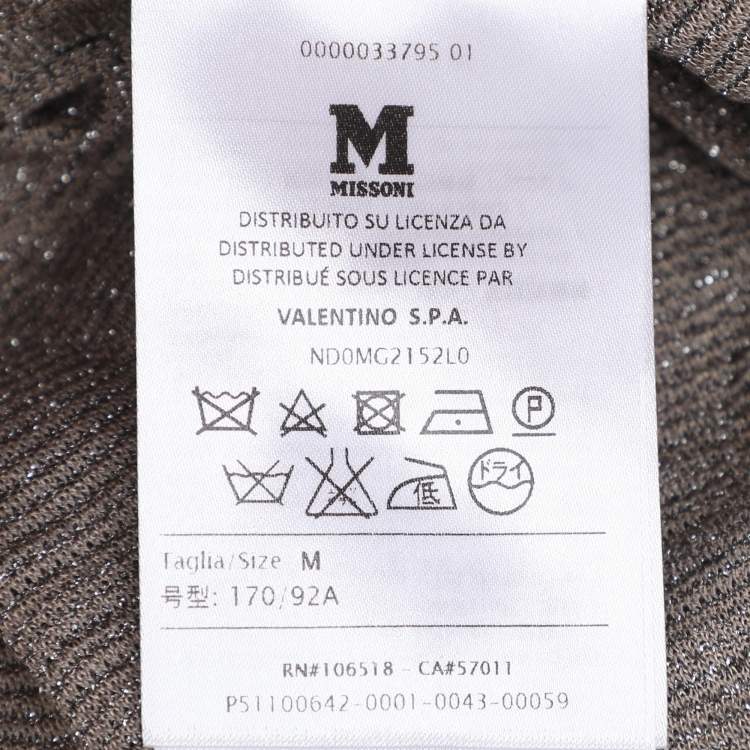 0000033795 01
M
MISSONI
DISTRIBUITO SU LICENZA DA
DISTRIBUTED UNDER LICENSE BY
DISTRIBUÉ SOUS LICENCE PAR
VALENTINO S.P.A.
ND0MG2152L0
P
低 ドライ
Taglia/Size M
号型: 170/92A
RN#106518 - CA#57011
P51100642-0001-0043-00059